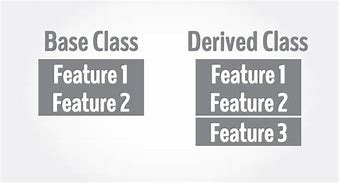 Base Class
Feature 1
Feature 2
Derived Class
Feature 1
Feature 2
Feature 3